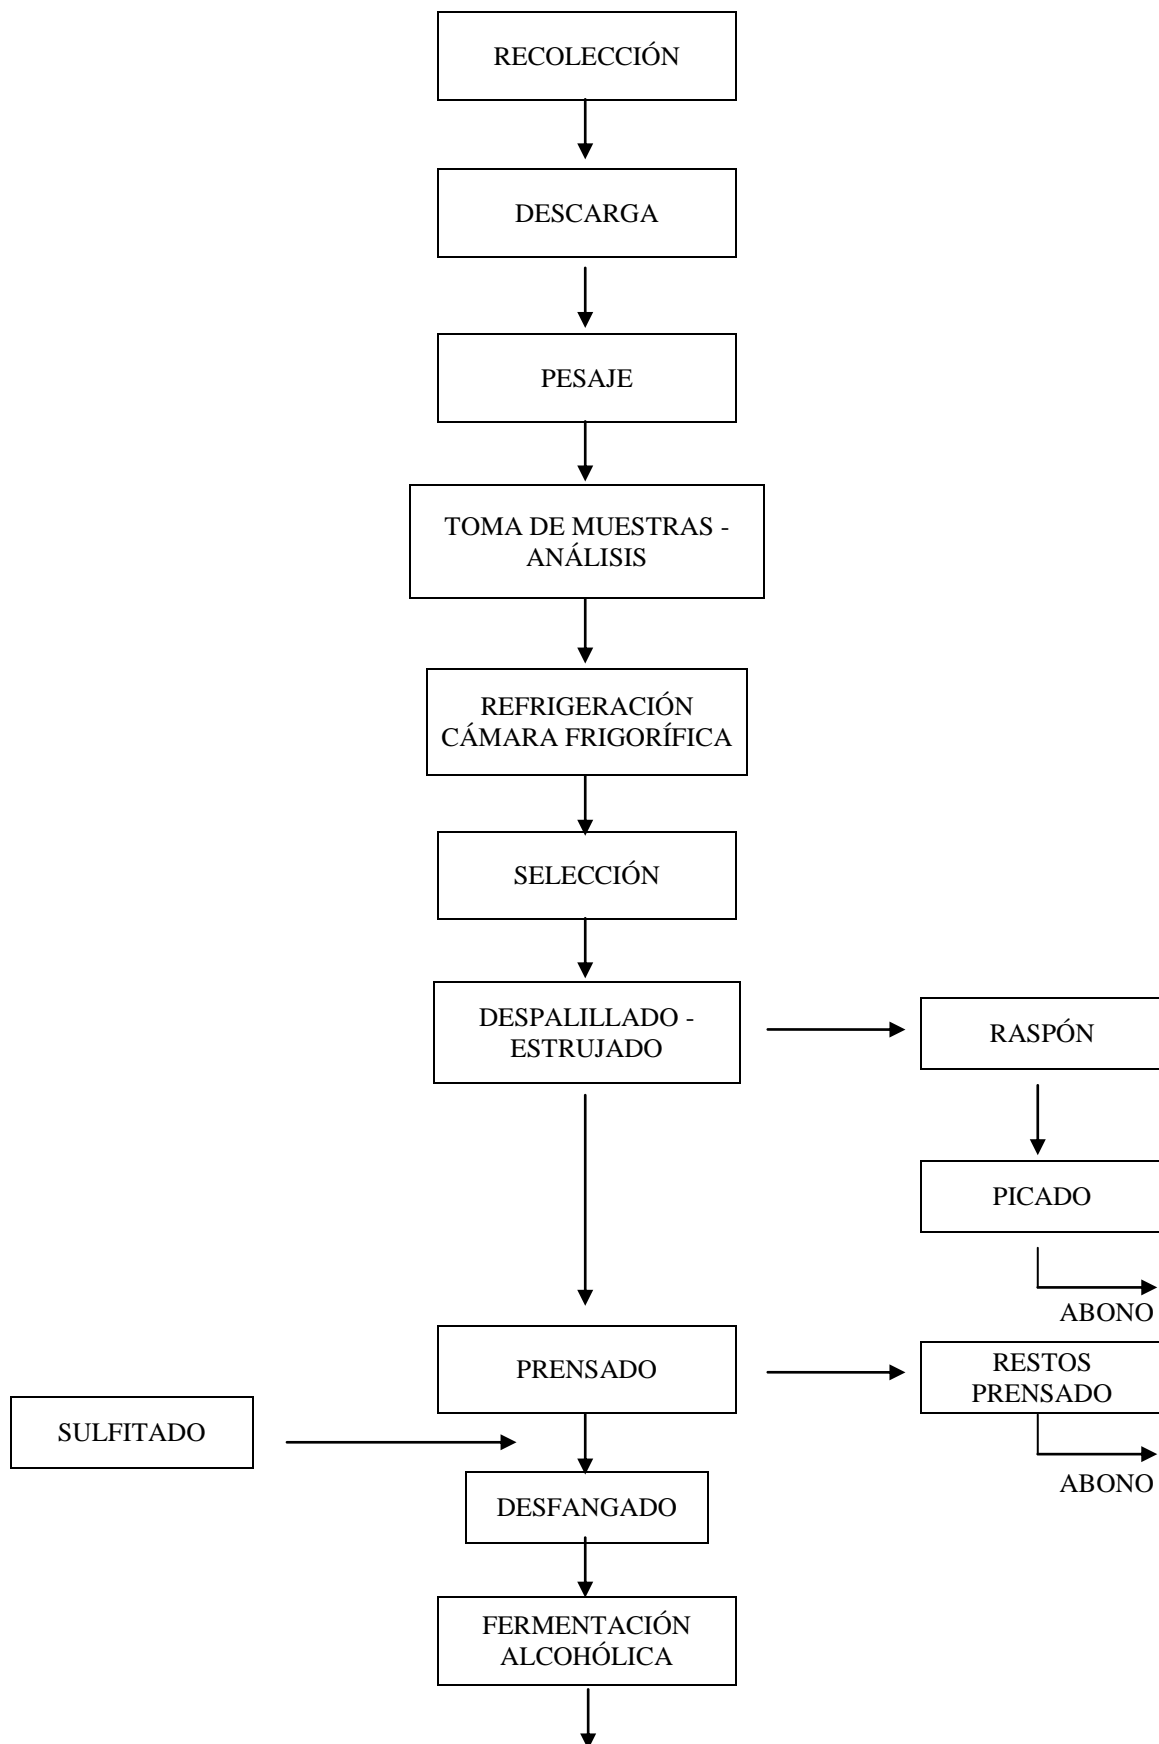 RECOLECCIÓN
DESCARGA
PESAJE
TOMA DE MUESTRAS -
ANÁLISIS
REFRIGERACIÓN
CÁMARA FRIGORÍFICA
SELECCIÓN
DESPALILLADO -
ESTRUJADO
RASPÓN
PICADO
ABONO
PRENSADO
RESTOS
PRENSADO
SULFITADO
ABONO
DESFANGADO
FERMENTACIÓN
ALCOHÓLICA